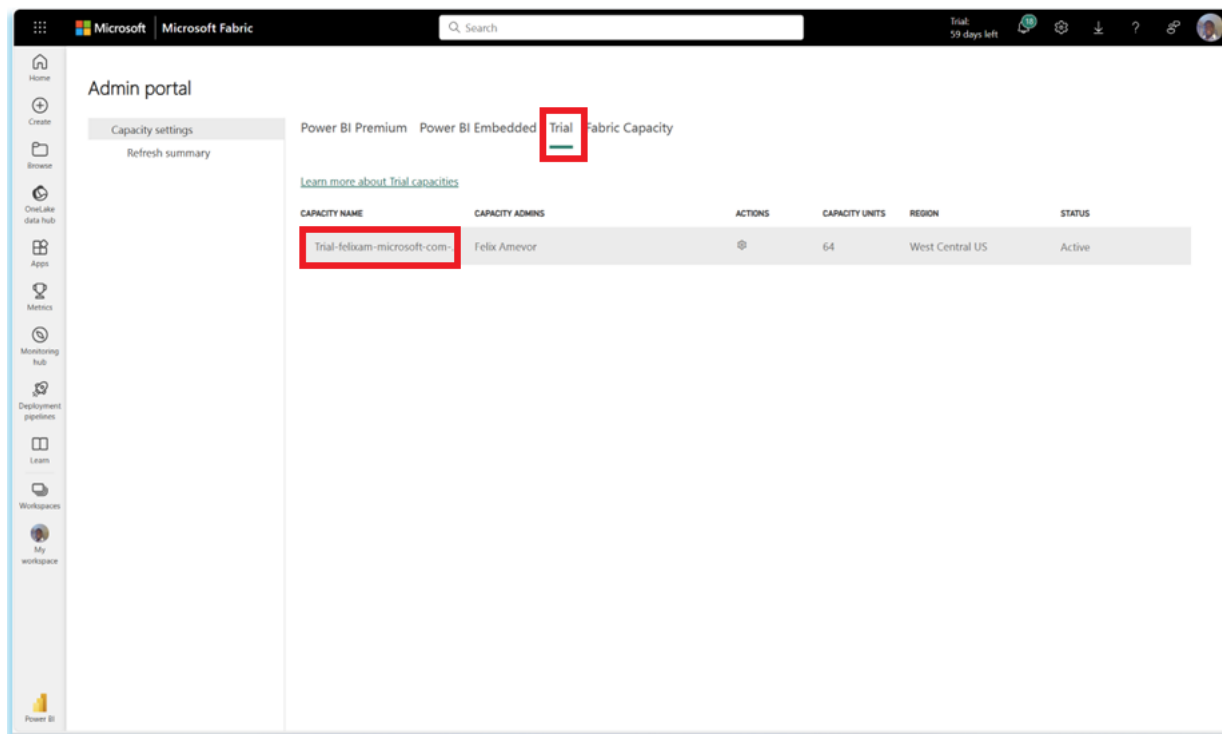 Microsoft Microsoft Fabric
Search
Trial:
59 days left
18
?
Home
Create
Browse
OneLake
data hub
Apps
Metrics
Monitoring
hub
Deployment
pipelines
Learn
Workspaces
My
workspace
Power BI
Admin portal
Capacity settings
Refresh summary
Power BI Premium Power BI Embedded Trial Fabric Capacity
Learn more about Trial capacities
CAPACITY NAME CAPACITY ADMINS ACTIONS CAPACITY UNITS REGION STATUS
Trial-felixam-microsoft-com-... Felix Amevor 64 West Central US Active